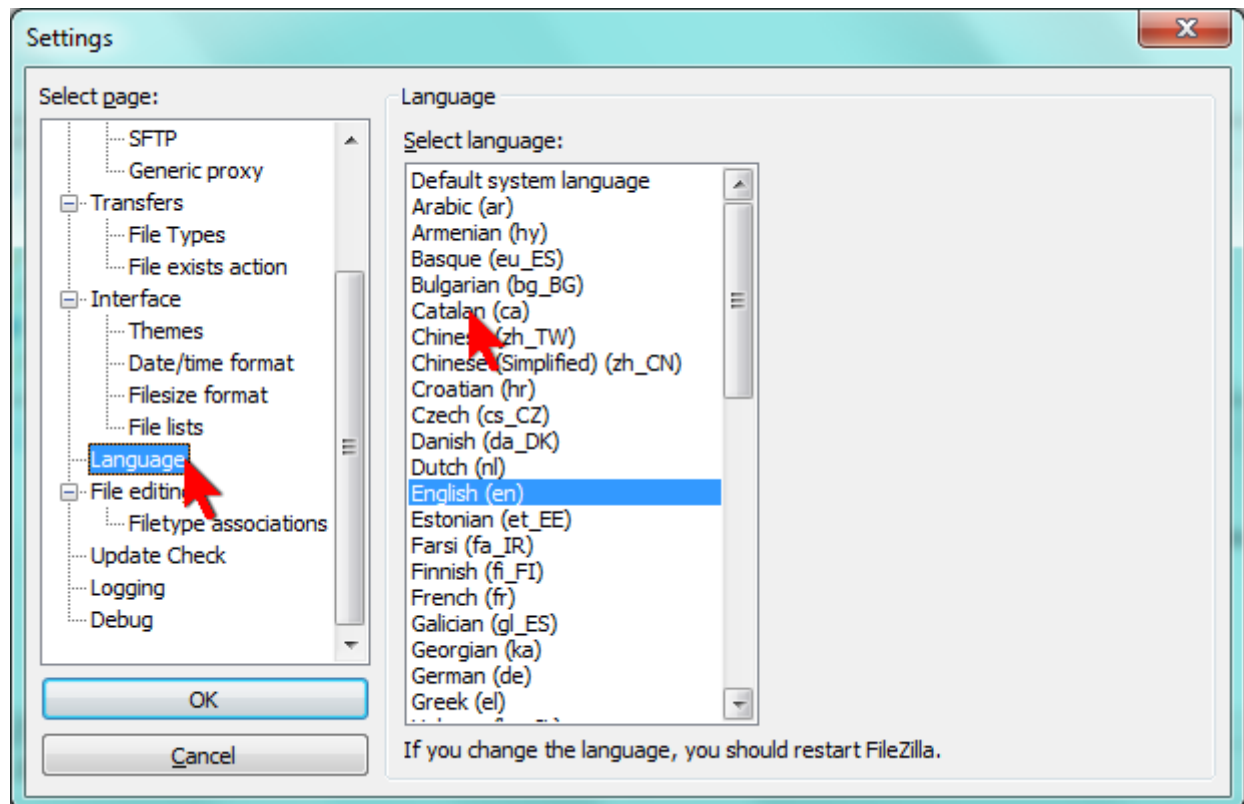 Settings
Select page:
SFTP
Generic proxy
Transfers
File Types
File exists action
Interface
Themes
Date/time format
Filesize format
File lists
Language
File editing
Filetype associations
Update Check
Logging
Debug
OK
Cancel
Language
Select language:
Default system language
Arabic (ar)
Armenian (hy)
Basque (eu_ES)
Bulgarian (bg_BG)
Catalan (ca)
Chinese (zh_TW)
Chinese (Simplified) (zh_CN)
Croatian (hr)
Czech (cs_CZ)
Danish (da_DK)
Dutch (nl)
English (en)
Estonian (et_EE)
Farsi (fa_IR)
Finnish (fi_FI)
French (fr)
Galician (gl_ES)
Georgian (ka)
German (de)
Greek (el)
If you change the language, you should restart FileZilla.